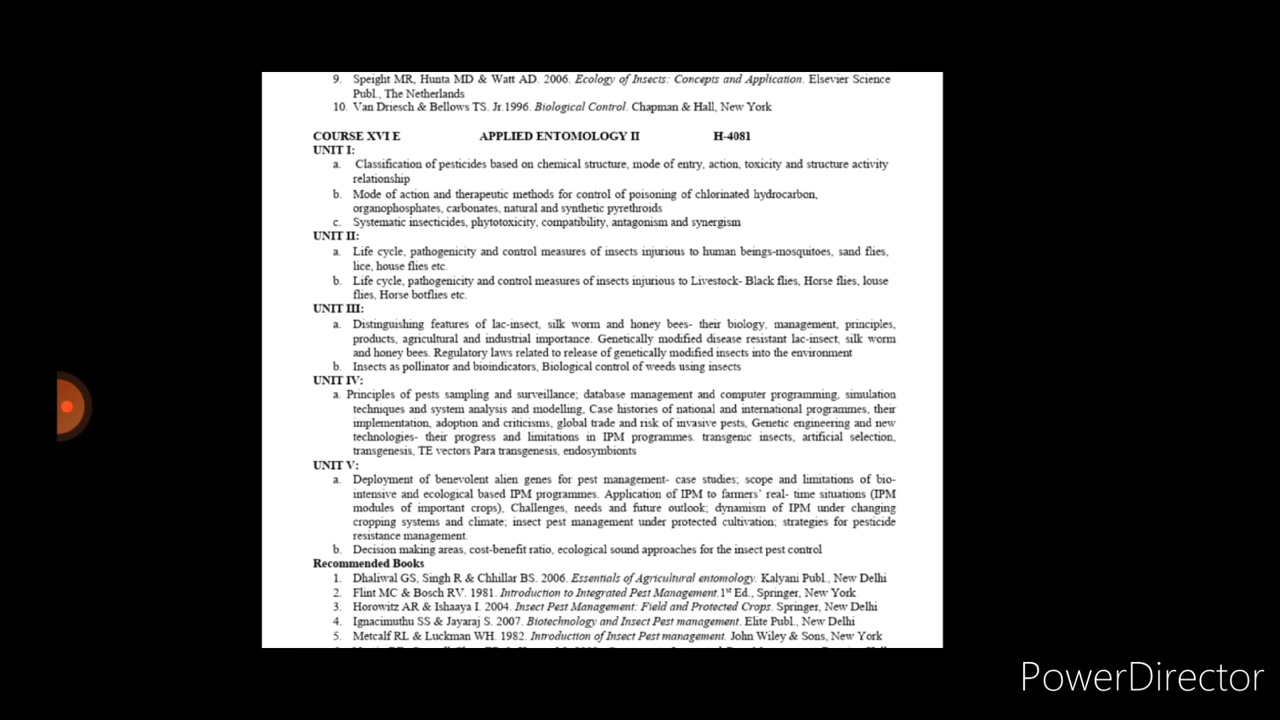 9. Speight MR, Hunta MD & Watt AD. 2006. Ecology of Insects: Concepts and Application. Elsevier Science
Publ., The Netherlands
10. Van Driesch & Bellows TS. Jr.1996. Biological Control. Chapman & Hall, New York
COURSE XVI E APPLIED ENTOMOLOGY II H-4081
UNIT I:
a. Classification of pesticides based on chemical structure, mode of entry, action, toxicity and structure activity
relationship
b. Mode of action and therapeutic methods for control of poisoning of chlorinated hydrocarbon,
organophosphates, carbonates, natural and synthetic pyrethroids
c. Systematic insecticides, phytotoxicity, compatibility, antagonism and synergism
UNIT II:
a. Life cycle, pathogenicity and control measures of insects injurious to human beings-mosquitoes, sand flies,
lice, house flies etc.
b. Life cycle, pathogenicity and control measures of insects injurious to Livestock- Black flies, Horse flies, louse
flies, Horse botflies etc.
UNIT III:
a. Distinguishing features of lac-insect, silk worm and honey bees- their biology, management, principles,
products, agricultural and industrial importance. Genetically modified disease resistant lac-insect, silk worm
and honey bees. Regulatory laws related to release of genetically modified insects into the environment
b. Insects as pollinator and bioindicators, Biological control of weeds using insects
UNIT IV:
a. Principles of pests sampling and surveillance; database management and computer programming, simulation
techniques and system analysis and modelling, Case histories of national and international programmes, their
implementation, adoption and criticisms, global trade and risk of invasive pests, Genetic engineering and new
technologies- their progress and limitations in IPM programmes. transgenic insects, artificial selection,
transgenesis, TE vectors Para transgenesis, endosymbionts
UNIT V:
a. Deployment of benevolent alien genes for pest management- case studies; scope and limitations of bio-
intensive and ecological based IPM programmes. Application of IPM to farmers' real- time situations (IPM
modules of important crops), Challenges, needs and future outlook; dynamism of IPM under changing
cropping systems and climate; insect pest management under protected cultivation; strategies for pesticide
resistance management.
b. Decision making areas, cost-benefit ratio, ecological sound approaches for the insect pest control
Recommended Books
1. Dhaliwal GS, Singh R & Chhillar BS. 2006. Essentials of Agricultural entomology. Kalyani Publ., New Delhi
2. Flint MC & Bosch RV. 1981. Introduction to Integrated Pest Management.1st Ed., Springer, New York
3. Horowitz AR & Ishaaya I. 2004. Insect Pest Management: Field and Protected Crops. Springer, New Delhi
4. Ignacimuthu SS & Jayaraj S. 2007. Biotechnology and Insect Pest management. Elite Publ., New Delhi
5. Metcalf RL & Luckman WH. 1982. Introduction of Insect Pest management. John Wiley & Sons, New York
PowerDirector